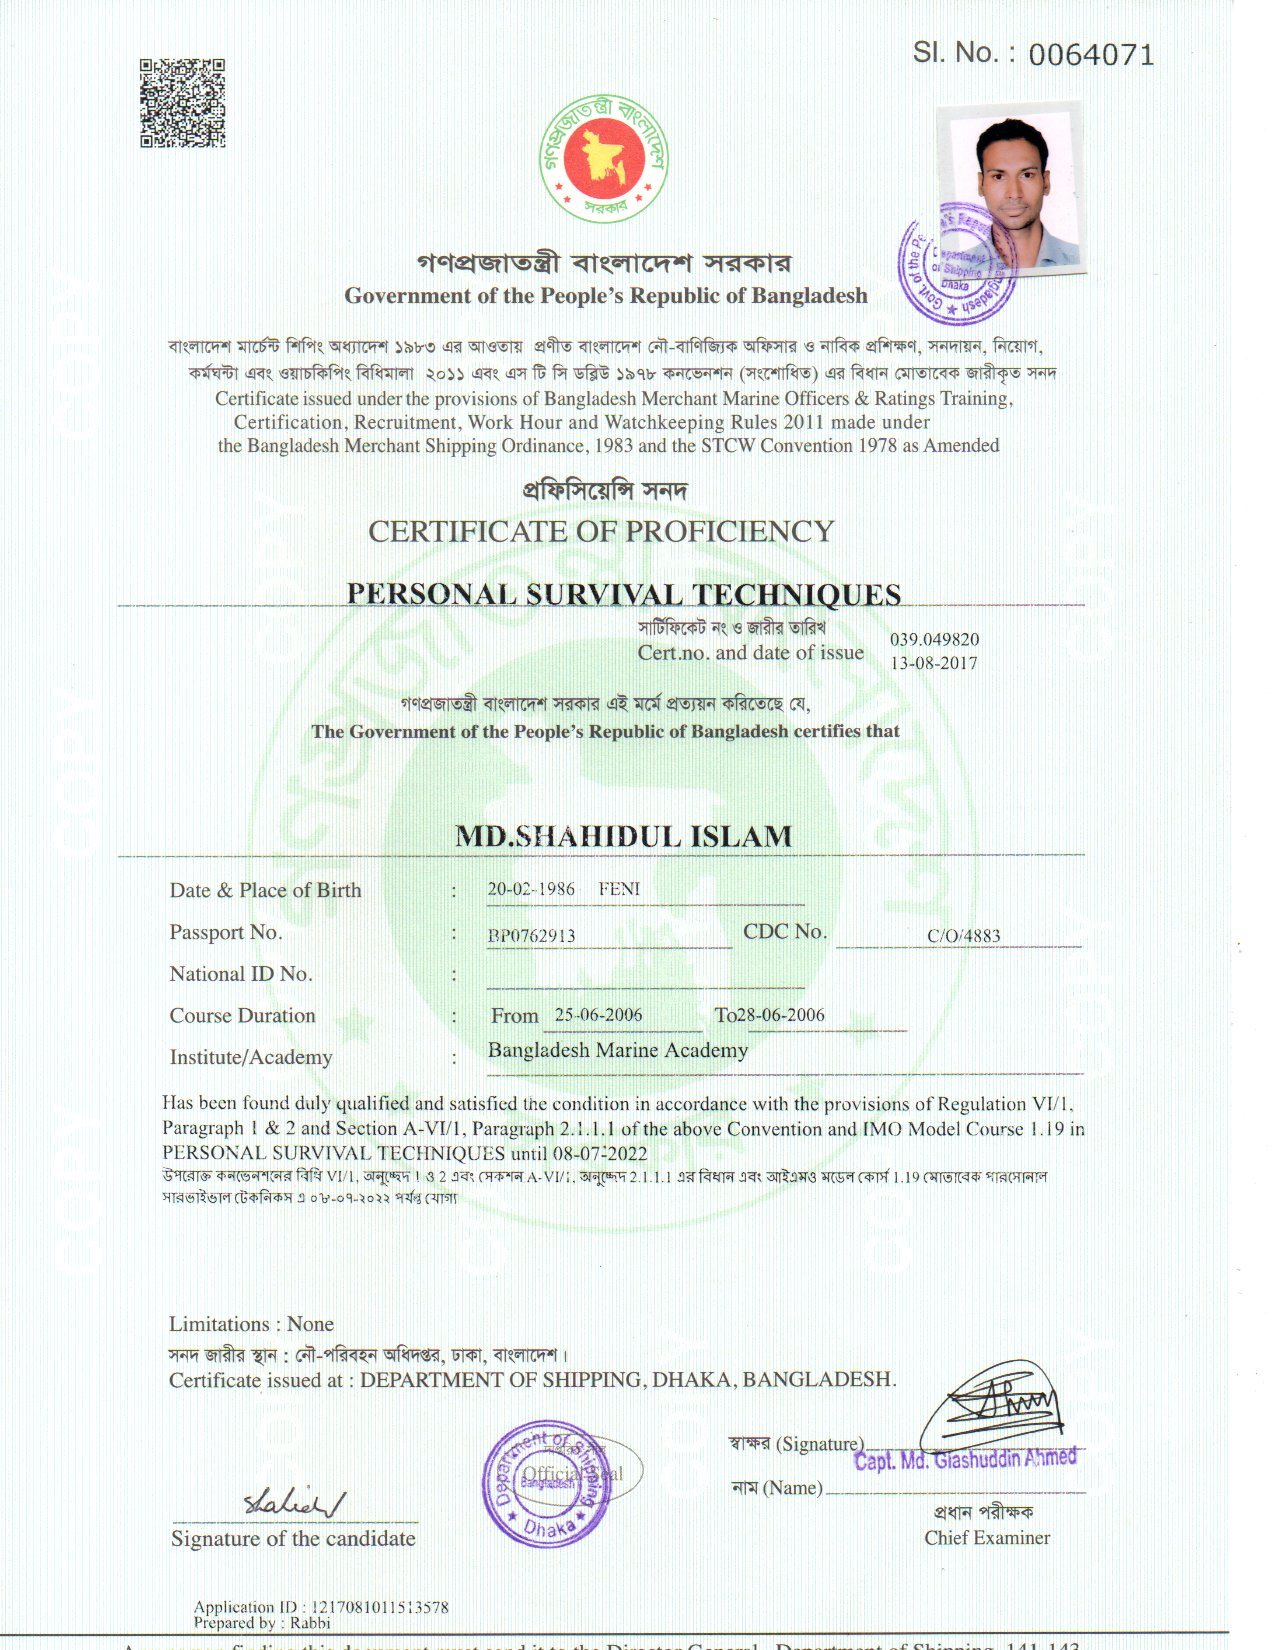 Sl. No. : 0064071
গণপ্রজাতন্ত্রী বাংলাদেশ
সরকার
গণপ্রজাতন্ত্রী বাংলাদেশ সরকার
Government of the People's Republic of Bangladesh
Govt. of the
Department
of Shipping
Dhaka
বাংলাদেশ মার্চেন্ট শিপিং অধ্যাদেশ ১৯৮৩ এর আওতায় প্রণীত বাংলাদেশ নৌ-বাণিজ্যিক অফিসার ও নাবিক প্রশিক্ষণ, সনদায়ন, নিয়োগ,
কর্মঘন্টা এবং ওয়াচকিপিং বিধিমালা ২০১১ এবং এস টি সি ডব্লিউ ১৯৭৮ কনভেনশন (সংশোধিত) এর বিধান মোতাবেক জারীকৃত সনদ
Certificate issued under the provisions of Bangladesh Merchant Marine Officers & Ratings Training,
Certification, Recruitment, Work Hour and Watchkeeping Rules 2011 made under
the Bangladesh Merchant Shipping Ordinance, 1983 and the STCW Convention 1978 as Amended
প্রফিসিয়েন্সি সনদ
CERTIFICATE OF PROFICIENCY
PERSONAL SURVIVAL TECHNIQUES
সার্টিফিকেট নং ও জারীর তারিখ
Cert.no. and date of issue
039.049820
13-08-2017
গণপ্রজাতন্ত্রী বাংলাদেশ সরকার এই মর্মে প্রত্যয়ন করিতেছে যে,
The Government of the People's Republic of Bangladesh certifies that
MD.SHAHIDUL ISLAM
Date & Place of Birth : 20-02-1986 FENI
Passport No. : BP0762913 CDC No. C/O/4883
National ID No. :
Course Duration : From 25-06-2006 To28-06-2006
Institute/Academy : Bangladesh Marine Academy
Has been found duly qualified and satisfied the condition in accordance with the provisions of Regulation VI/1,
Paragraph 1 & 2 and Section A-VI/1, Paragraph 2.1.1.1 of the above Convention and IMO Model Course 1.19 in
PERSONAL SURVIVAL TECHNIQUES until 08-07-2022
উপরোক্ত কনভেনশনের বিধি VI/1, অনুচ্ছেদ 1 ও 2 এবং সেকশন A-VI/1, অনুচ্ছেদ 2.1.1.1 এর বিধান এবং আইএমও মডেল কোর্স 1.19 মোতাবেক পারসোনাল
সারভাইভাল টেকনিকস এ ০৮-০৭-২০২২ পর্যন্ত যোগ্য
Limitations : None
সনদ জারীর স্থান : নৌ-পরিবহন অধিদপ্তর, ঢাকা, বাংলাদেশ।
Certificate issued at : DEPARTMENT OF SHIPPING, DHAKA, BANGLADESH.
স্বাক্ষর (Signature)
Capt. Md. Giashuddin Ahmed
নাম (Name)
প্রধান পরীক্ষক
Chief Examiner
Department of Shipping
Official Seal
Bangladesh
Dhaka
Shahid
Signature of the candidate
Application ID : 1217081011513578
Prepared by : Rabbi